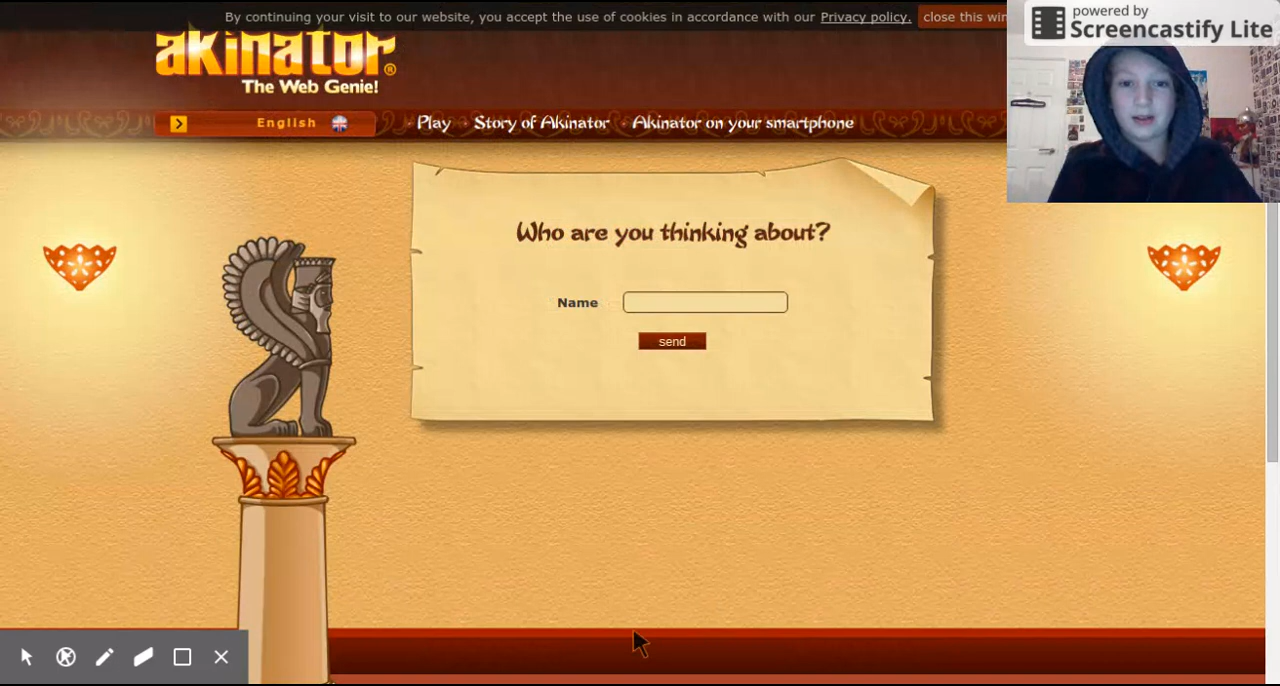 By continuing your visit to our website, you accept the use of cookies in accordance with our Privacy policy. close this win
powered by
Screencastify Lite
akinator®
The Web Genie!
English
Play Story of Akinator Akinator on your smartphone
Who are you thinking about?
Name
send